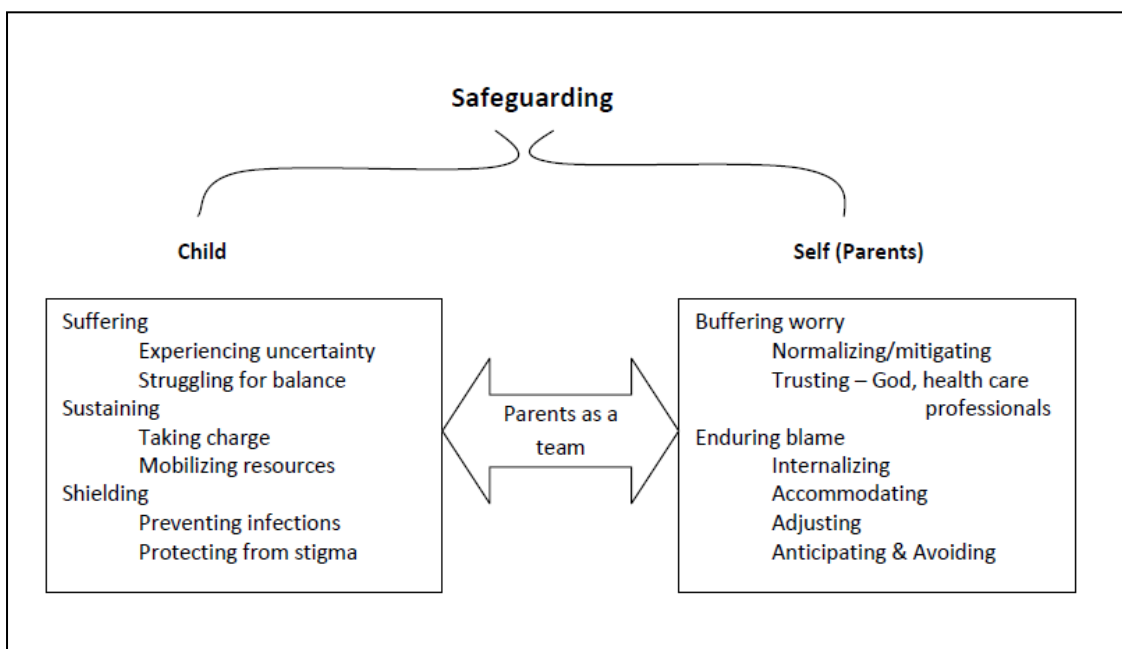 Safeguarding
Child
Self (Parents)
Suffering
Experiencing uncertainty
Struggling for balance
Sustaining
Taking charge
Mobilizing resources
Shielding
Preventing infections
Protecting from stigma
Parents as a
team
Buffering worry
Normalizing/mitigating
Trusting – God, health care
professionals
Enduring blame
Internalizing
Accommodating
Adjusting
Anticipating & Avoiding